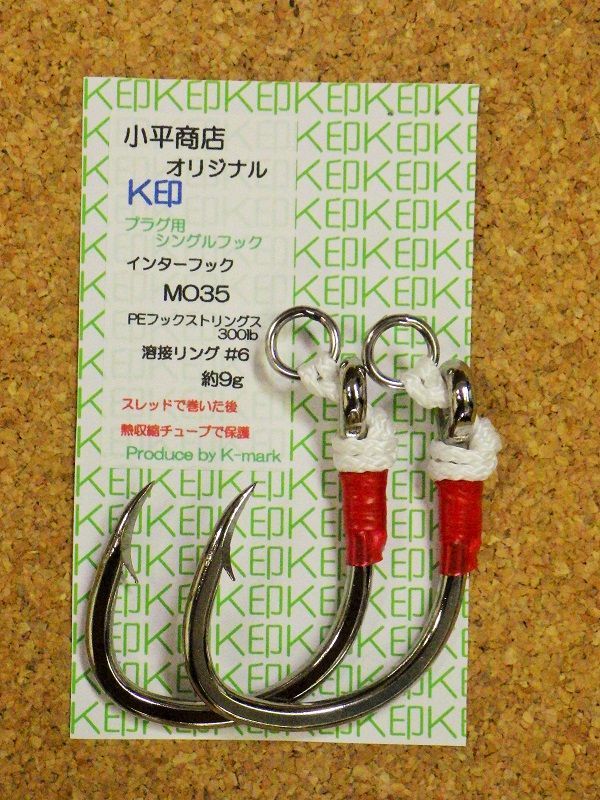 小平商店
オリジナル
K印
プラグ用
シングルフック
インターフック
MO35
PEフックストリングス
300lb
溶接リング #6
約9g
スレッドで巻いた後
熱収縮チューブで保護
Produce by K-mark